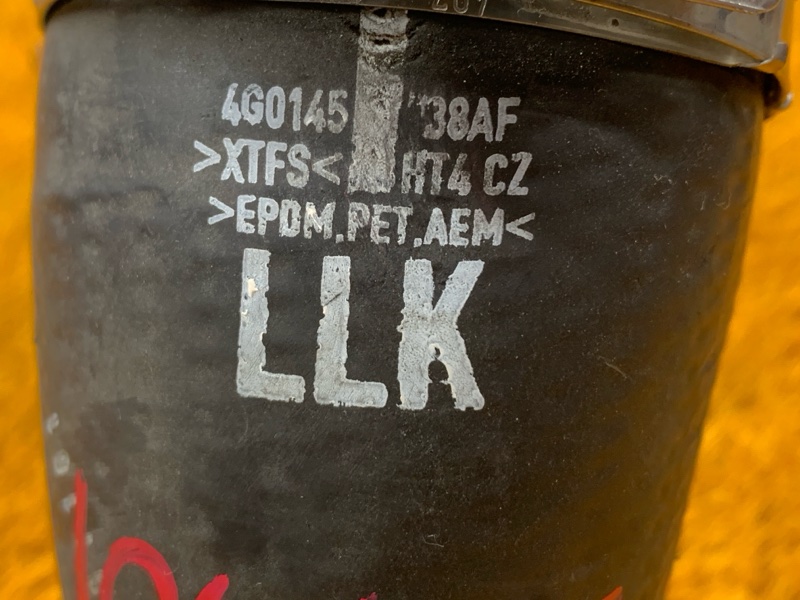 4G0145 38AF
>XTFS< HT4 CZ
>EPDM.PET.AEM<
LLK